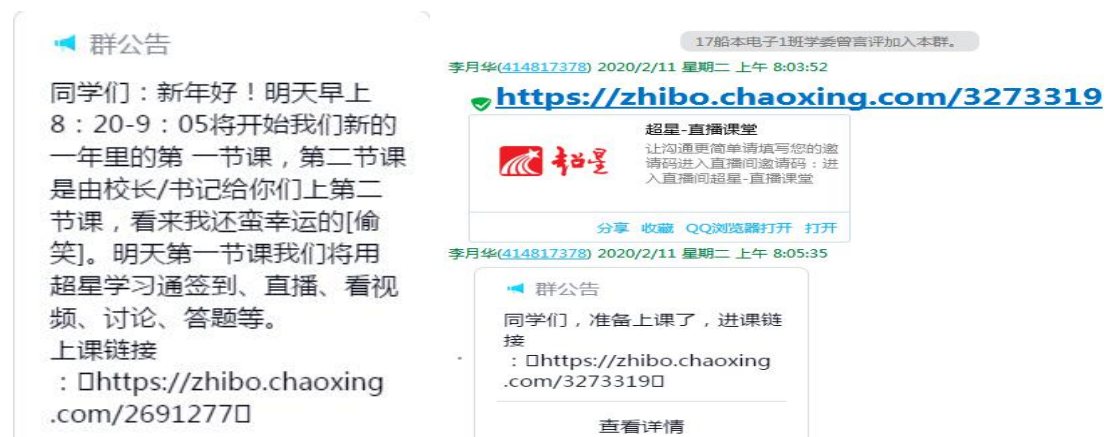 群公告
同学们：新年好！明天早上
8：20-9：05将开始我们新的
一年里的第 一节课，第二节课
是由校长/书记给你们上第二
节课，看来我还蛮幸运的[偷
笑]。明天第一节课我们将用
超星学习通签到、直播、看视
频、讨论、答题等。
上课链接
：▯https://zhibo.chaoxing
.com/2691277▯
17船本电子1班学委曾言评加入本群。
李月华(414817378) 2020/2/11 星期二 上午 8:03:52
https://zhibo.chaoxing.com/3273319
超星-直播课堂
让沟通更简单请填写您的邀
请码进入直播间邀请码：进
入直播间超星-直播课堂
超星
分享 收藏 QQ浏览器打开 打开
李月华(414817378) 2020/2/11 星期二 上午 8:05:35
群公告
同学们，准备上课了，进课链
接
：▯https://zhibo.chaoxing
.com/3273319▯
查看详情